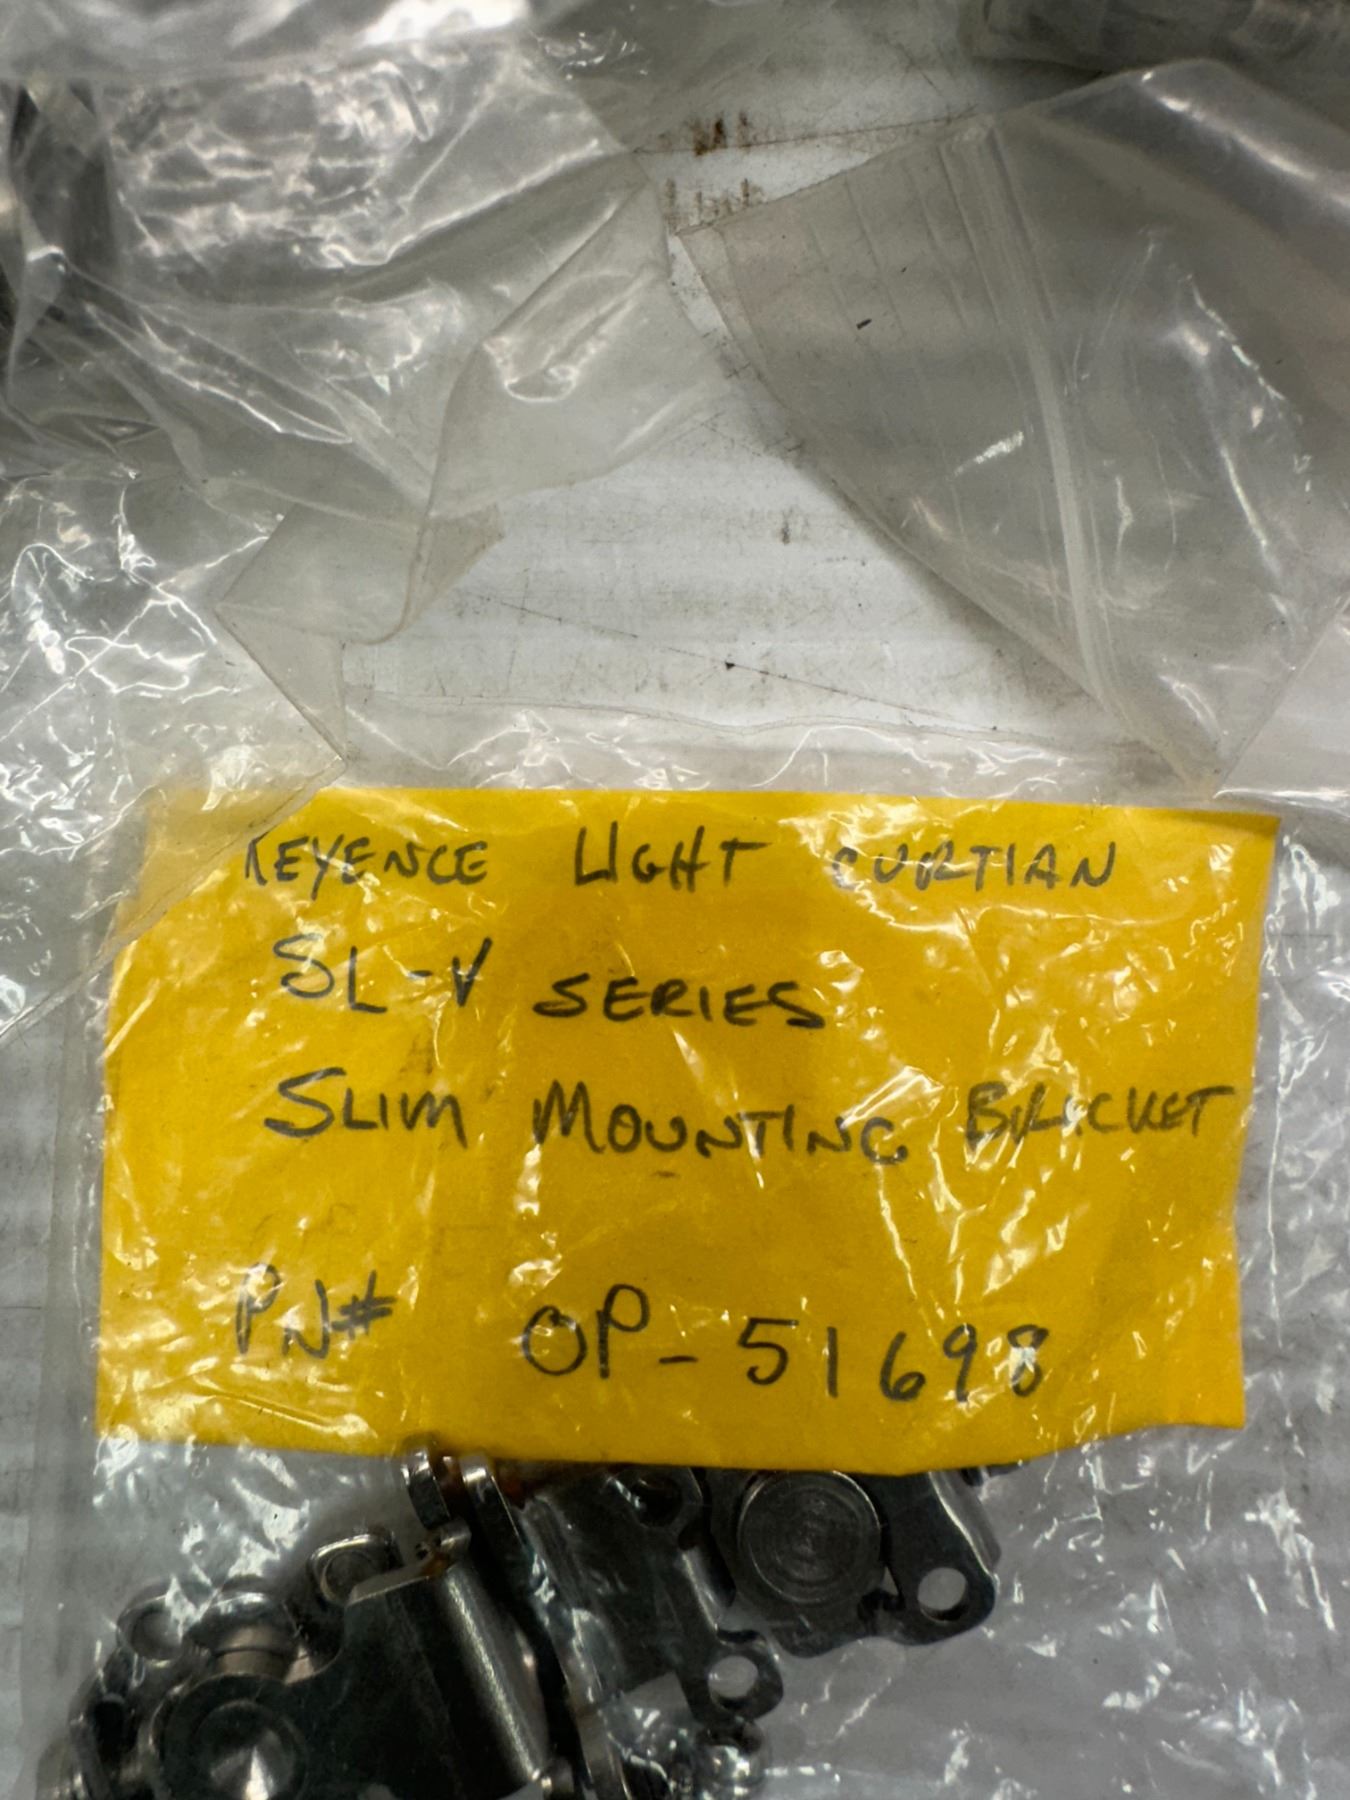 KEYENCE LIGHT CURTIAN
SL-V SERIES
SLIM MOUNTING BRACKET
PN# OP-51698